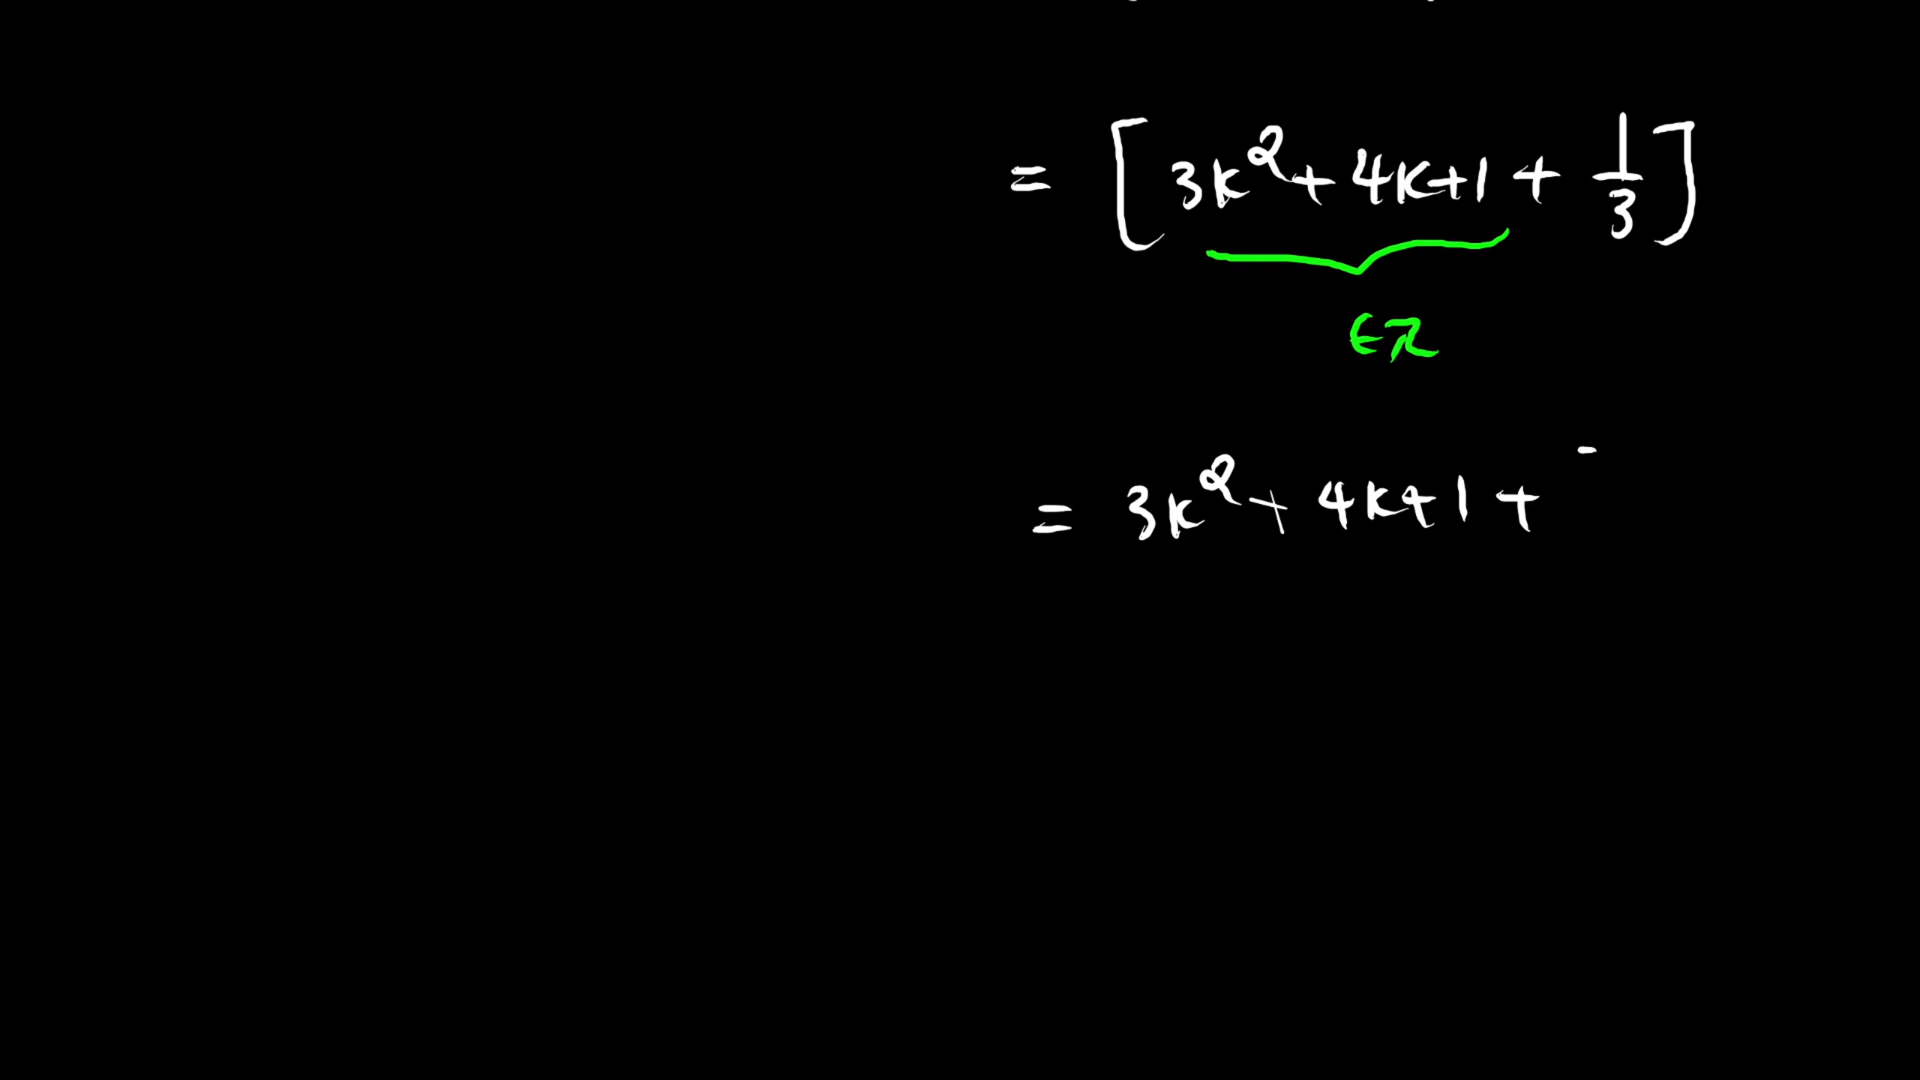 = [3k² + 4k + 1 + 1/3]
∈ℤ
= 3k² + 4k + 1 +